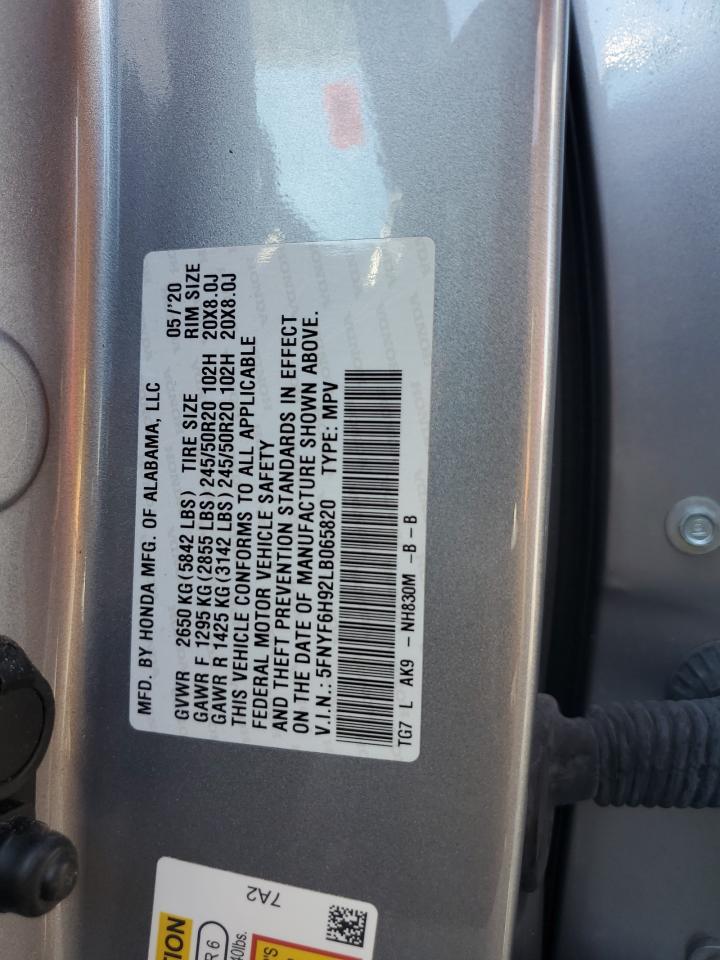 MFD. BY HONDA MFG. OF ALABAMA, LLC 05/'20
GVWR 2650 KG(5842 LBS) TIRE SIZE RIM SIZE
GAWR F 1295 KG(2855 LBS)245/50R20 102H 20X8.0J
GAWR R 1425 KG(3142 LBS)245/50R20 102H 20X8.0J
THIS VEHICLE CONFORMS TO ALL APPLICABLE
FEDERAL MOTOR VEHICLE SAFETY
AND THEFT PREVENTION STANDARDS IN EFFECT
ON THE DATE OF MANUFACTURE SHOWN ABOVE.
V.I.N.: 5FNYF6H92LB065820 TYPE: MPV
TG7 L AK9 - NH830M -B-B
7A2
TION
R 6
40lbs.
'S